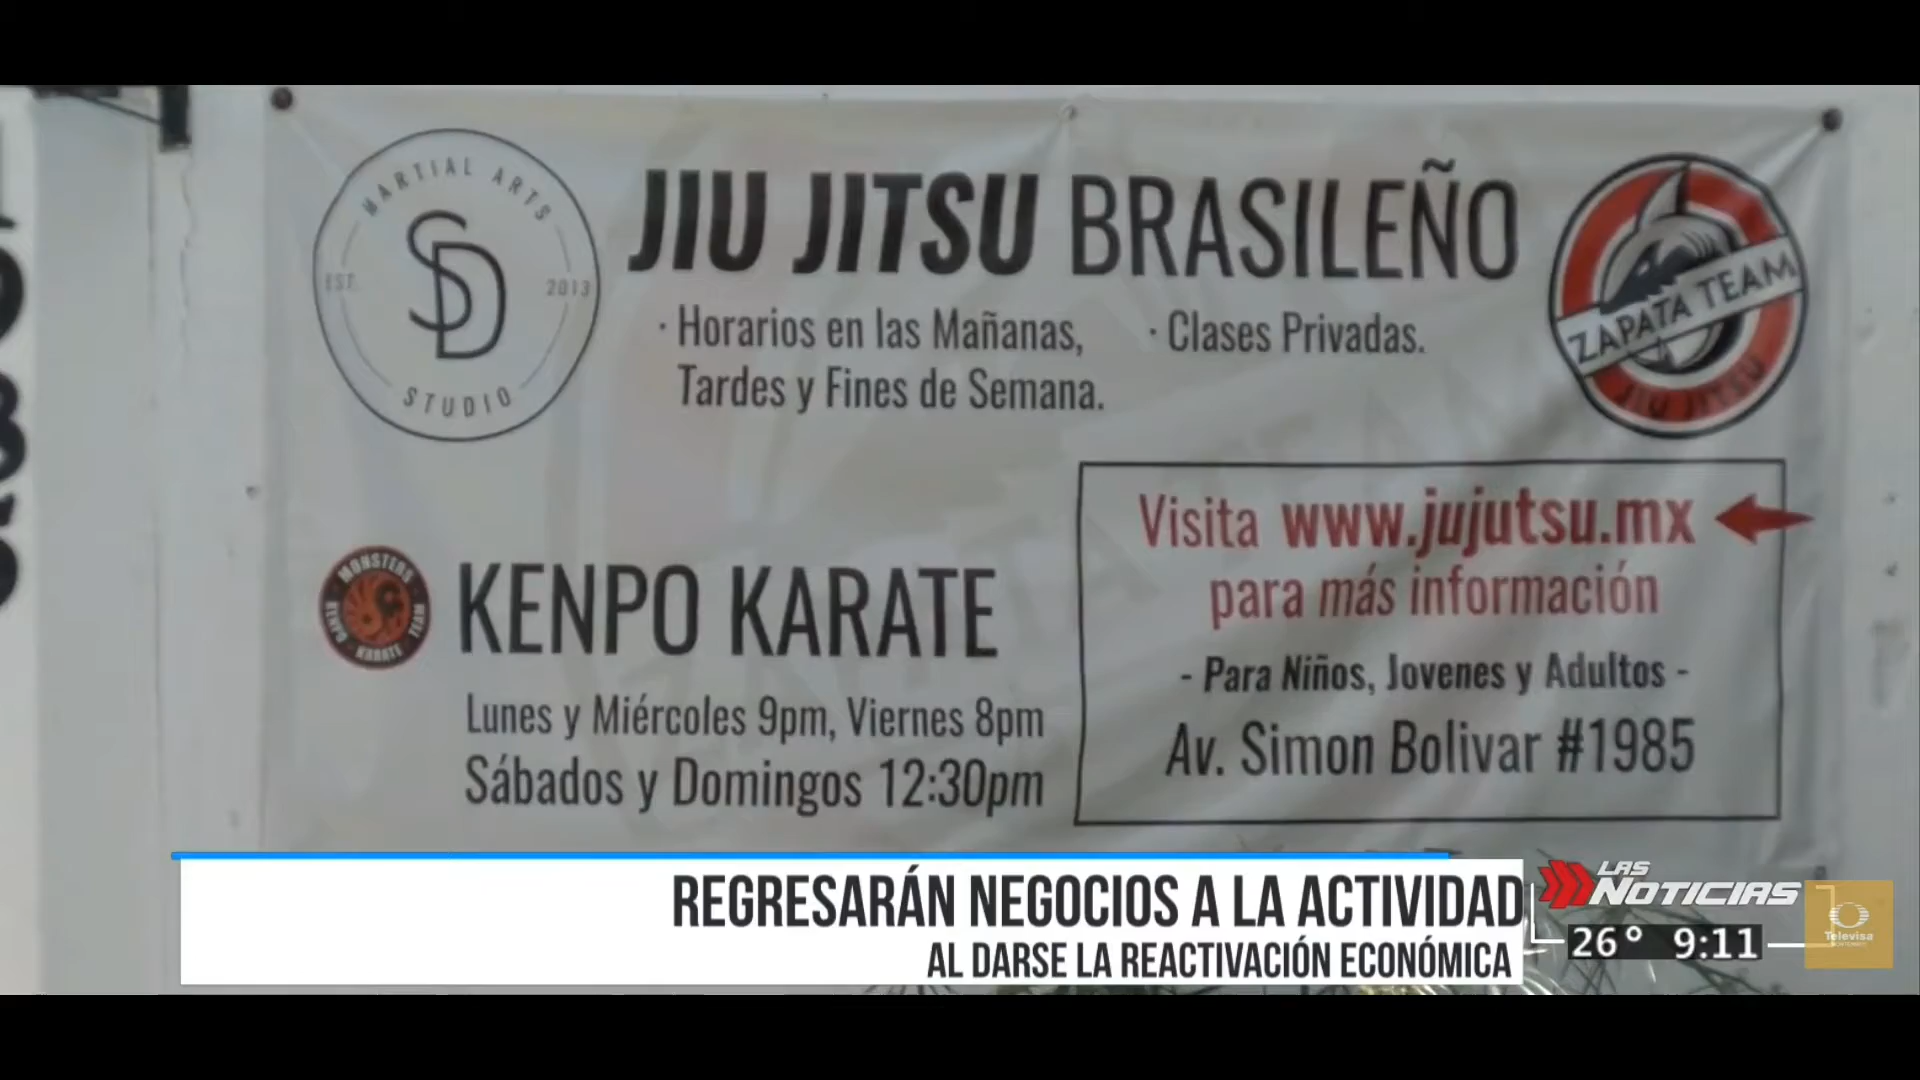 MARTIAL ARTS
SD
EST. 2013
STUDIO
JIU JITSU BRASILEÑO
· Horarios en las Mañanas,
Tardes y Fines de Semana.
· Clases Privadas.
ZAPATA TEAM
JIU JITSU
MONSTERS
KENPO TEAM
KARATE
KENPO KARATE
Lunes y Miércoles 9pm, Viernes 8pm
Sábados y Domingos 12:30pm
Visita www.jujutsu.mx
para más información
- Para Niños, Jovenes y Adultos -
Av. Simon Bolivar #1985
REGRESARÁN NEGOCIOS A LA ACTIVIDAD
AL DARSE LA REACTIVACIÓN ECONÓMICA
LAS
NOTICIAS
26° 9:11
Televisa